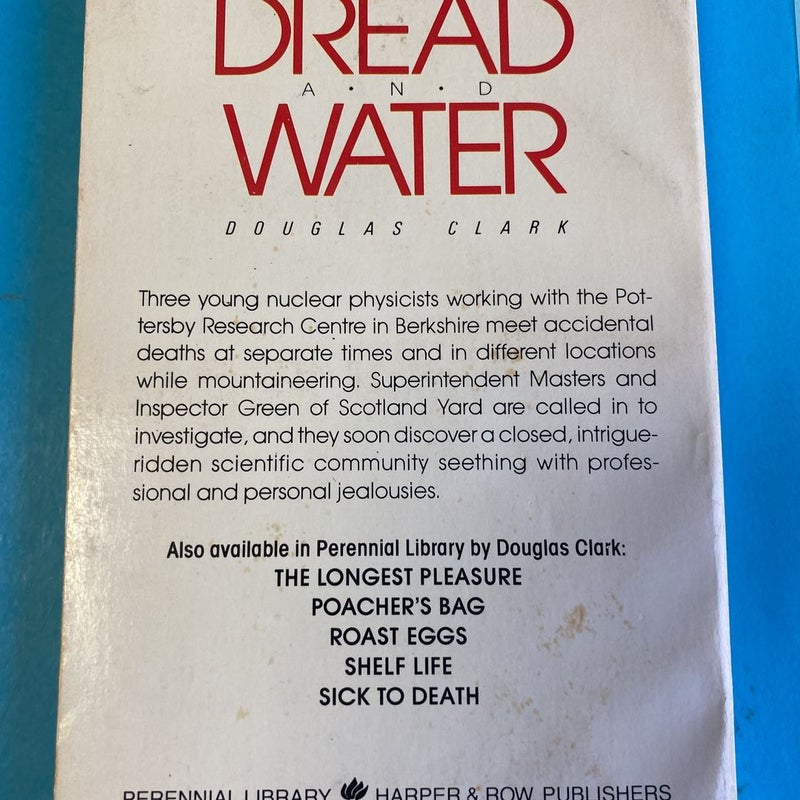 DREAD
A • N • D
WATER
DOUGLAS CLARK
Three young nuclear physicists working with the Pot-
tersby Research Centre in Berkshire meet accidental
deaths at separate times and in different locations
while mountaineering. Superintendent Masters and
Inspector Green of Scotland Yard are called in to
investigate, and they soon discover a closed, intrigue-
ridden scientific community seething with profes-
sional and personal jealousies.
Also available in Perennial Library by Douglas Clark:
THE LONGEST PLEASURE
POACHER'S BAG
ROAST EGGS
SHELF LIFE
SICK TO DEATH
PERENNIAL LIBRARY HARPER & ROW, PUBLISHERS